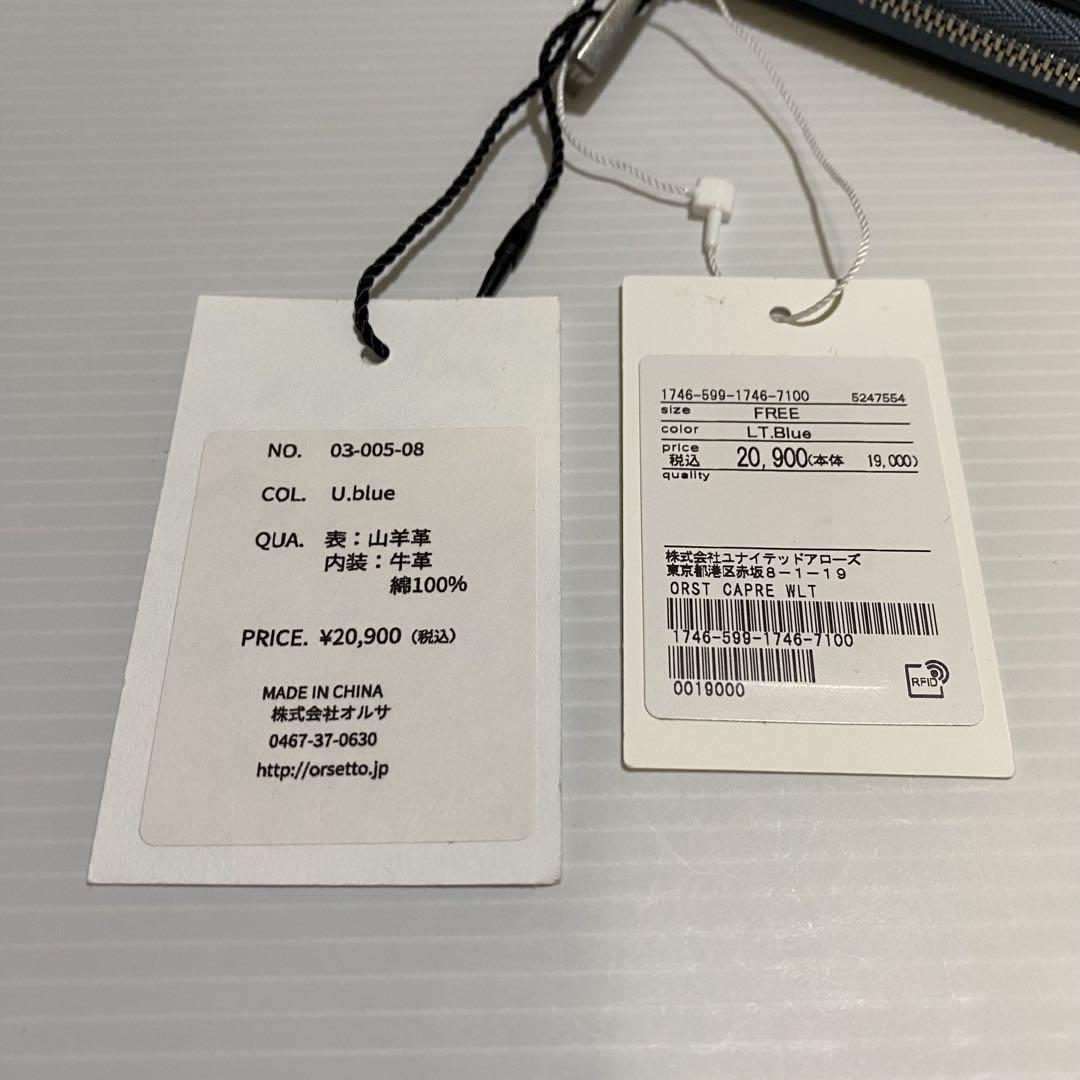 NO. 03-005-08
COL. U.blue
QUA. 表：山羊革
内装：牛革
綿100%
PRICE. ¥20,900（税込）
MADE IN CHINA
株式会社オルサ
0467-37-0630
http://orsetto.jp
1746-599-1746-7100 5247554
size FREE
color LT.Blue
price
税込 20,900(本体 19,000)
quality
株式会社ユナイテッドアローズ
東京都港区赤坂8-1-19
ORST CAPRE WLT
1746-599-1746-7100
0019000
RFID